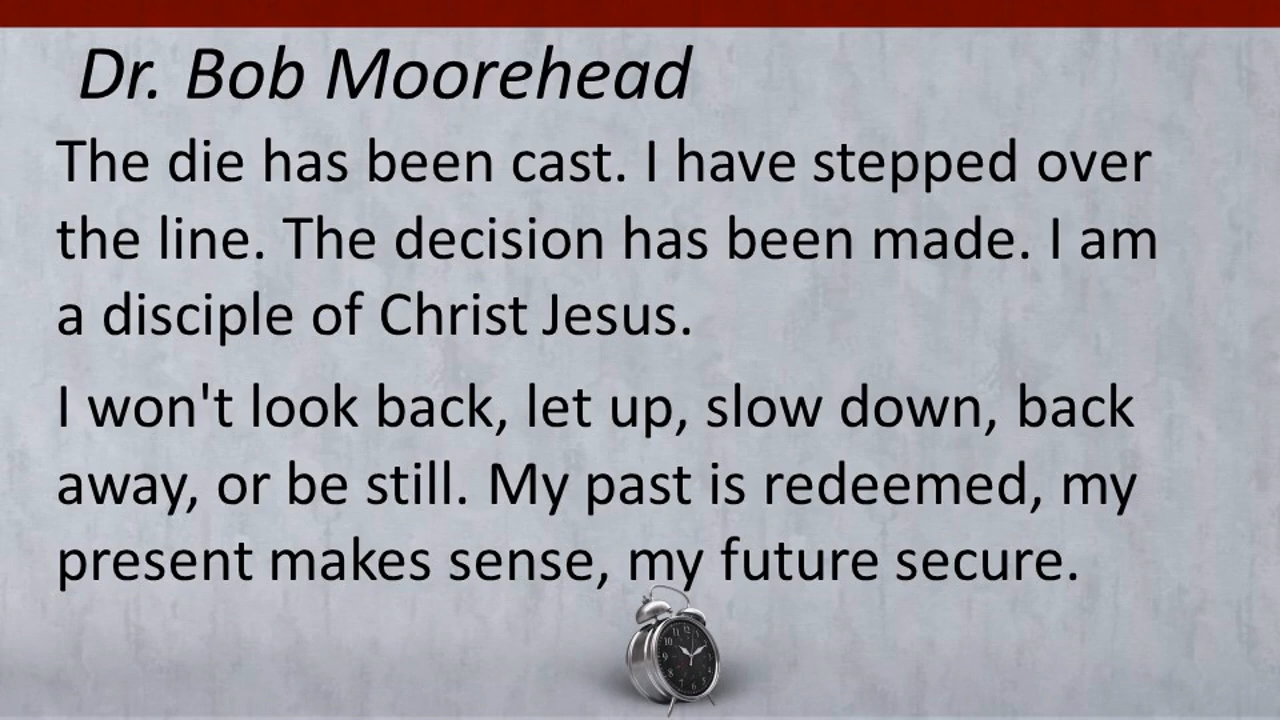 Dr. Bob Moorehead
The die has been cast. I have stepped over
the line. The decision has been made. I am
a disciple of Christ Jesus.
I won't look back, let up, slow down, back
away, or be still. My past is redeemed, my
present makes sense, my future secure.